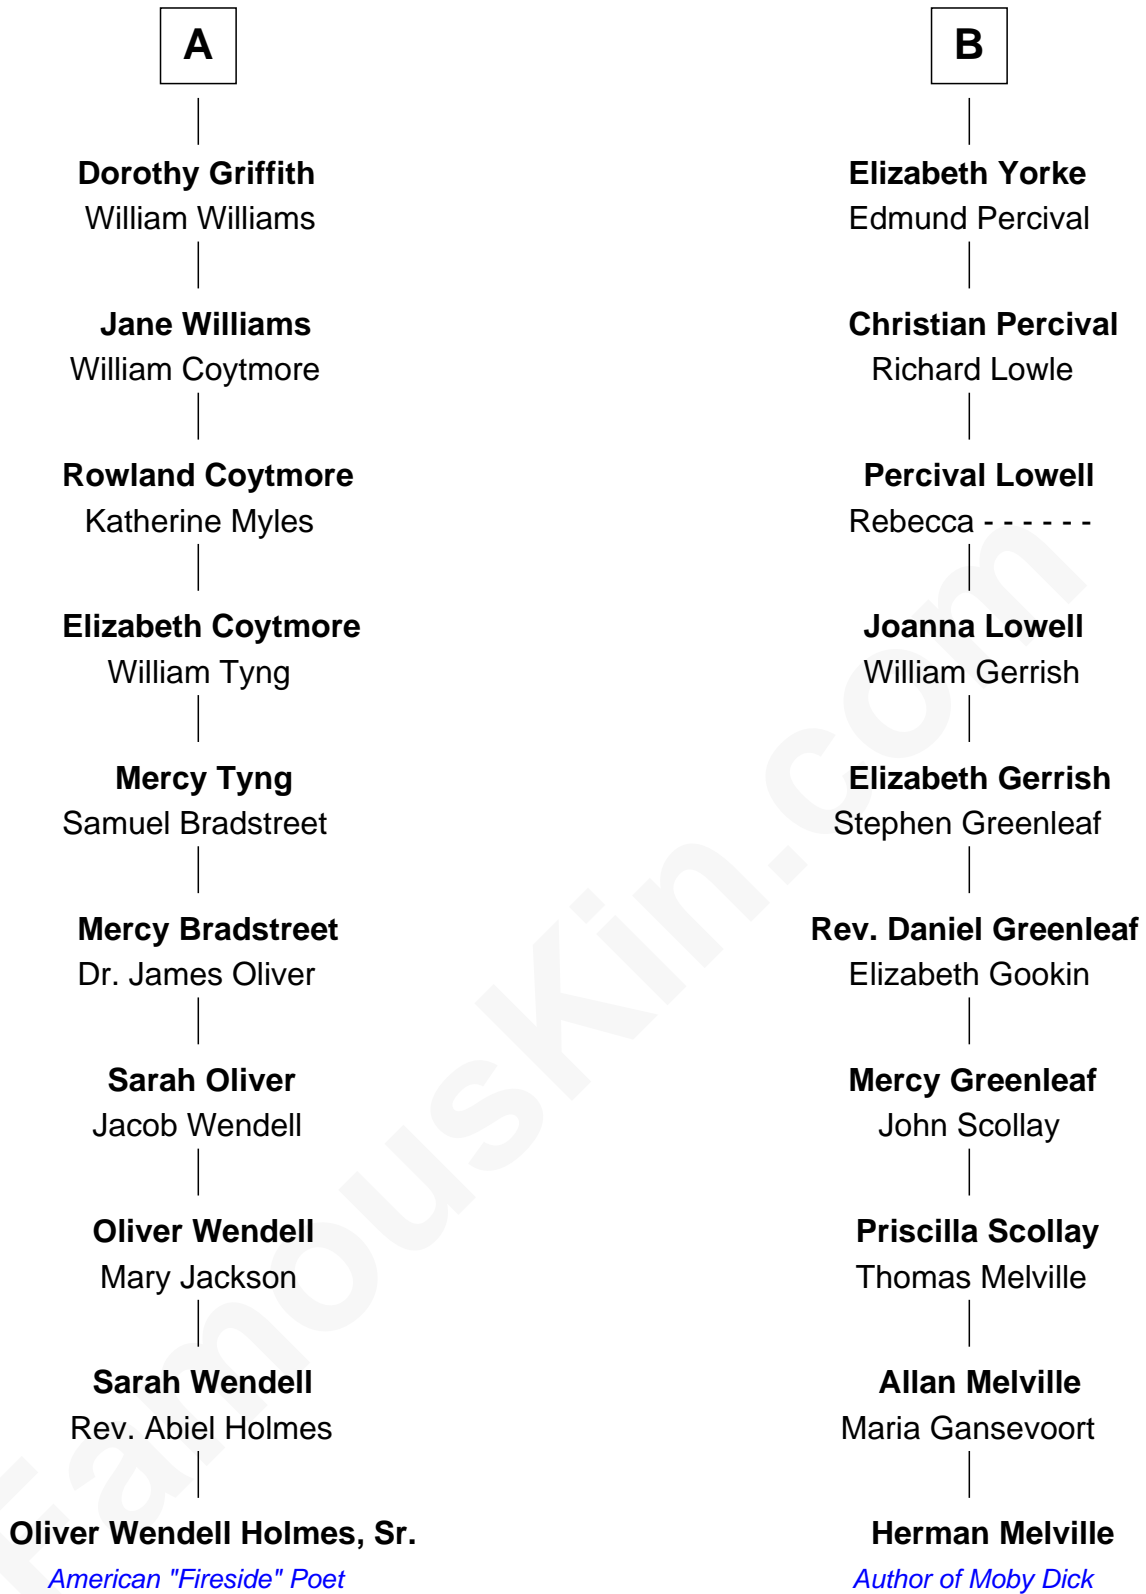 A
Dorothy Griffith
William Williams
Jane Williams
William Coytmore
Rowland Coytmore
Katherine Myles
Elizabeth Coytmore
William Tyng
Mercy Tyng
Samuel Bradstreet
Mercy Bradstreet
Dr. James Oliver
Sarah Oliver
Jacob Wendell
Oliver Wendell
Mary Jackson
Sarah Wendell
Rev. Abiel Holmes
Oliver Wendell Holmes, Sr.
American "Fireside" Poet
B
Elizabeth Yorke
Edmund Percival
Christian Percival
Richard Lowle
Percival Lowell
Rebecca - - - - - -
Joanna Lowell
William Gerrish
Elizabeth Gerrish
Stephen Greenleaf
Rev. Daniel Greenleaf
Elizabeth Gookin
Mercy Greenleaf
John Scollay
Priscilla Scollay
Thomas Melville
Allan Melville
Maria Gansevoort
Herman Melville
Author of Moby Dick
FamousKin.com